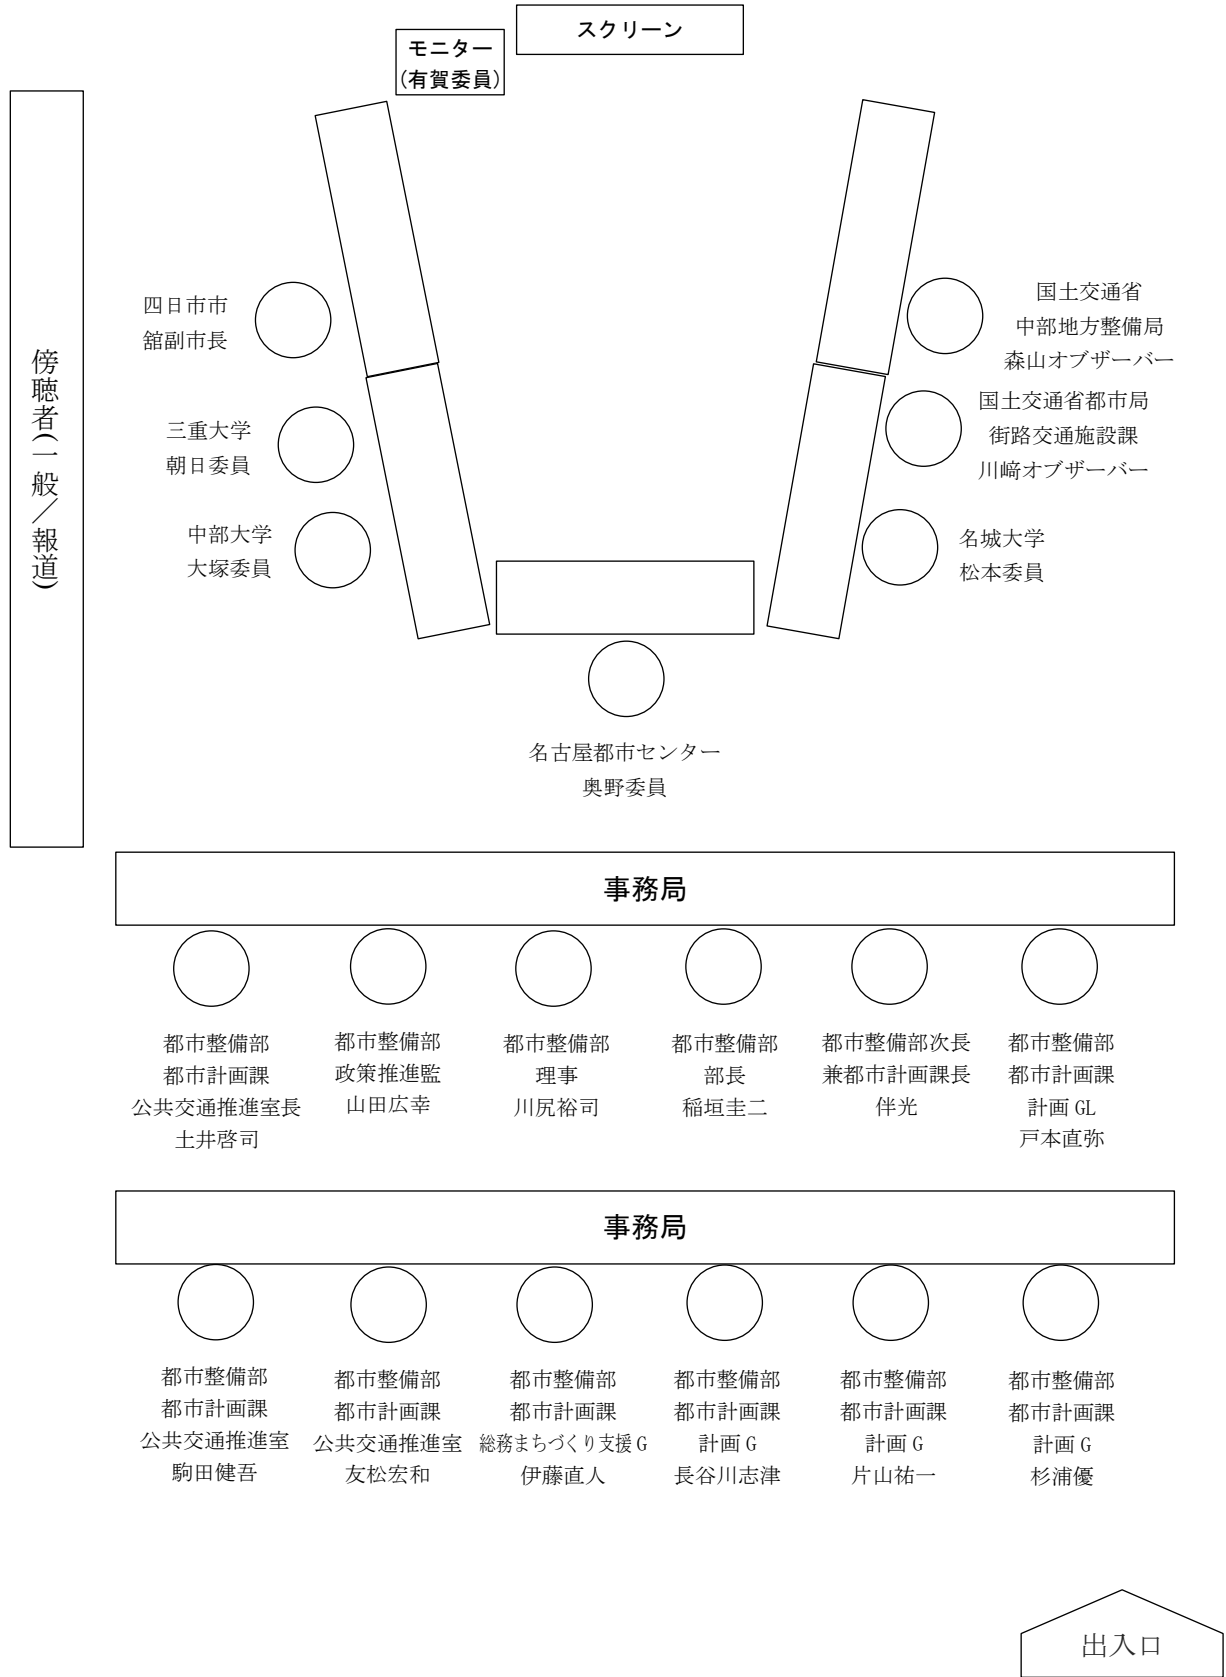 スクリーン
モニター
(有賀委員)
傍聴者(一般／報道)
四日市市
舘副市長
三重大学
朝日委員
中部大学
大塚委員
国土交通省
中部地方整備局
森山オブザーバー
国土交通省都市局
街路交通施設課
川﨑オブザーバー
名城大学
松本委員
名古屋都市センター
奥野委員
事務局
都市整備部
都市計画課
公共交通推進室長
土井啓司
都市整備部
政策推進監
山田広幸
都市整備部
理事
川尻裕司
都市整備部
部長
稲垣圭二
都市整備部次長
兼都市計画課長
伴光
都市整備部
都市計画課
計画 GL
戸本直弥
事務局
都市整備部
都市計画課
公共交通推進室
駒田健吾
都市整備部
都市計画課
公共交通推進室
友松宏和
都市整備部
都市計画課
総務まちづくり支援 G
伊藤直人
都市整備部
都市計画課
計画 G
長谷川志津
都市整備部
都市計画課
計画 G
片山祐一
都市整備部
都市計画課
計画 G
杉浦優
出入口